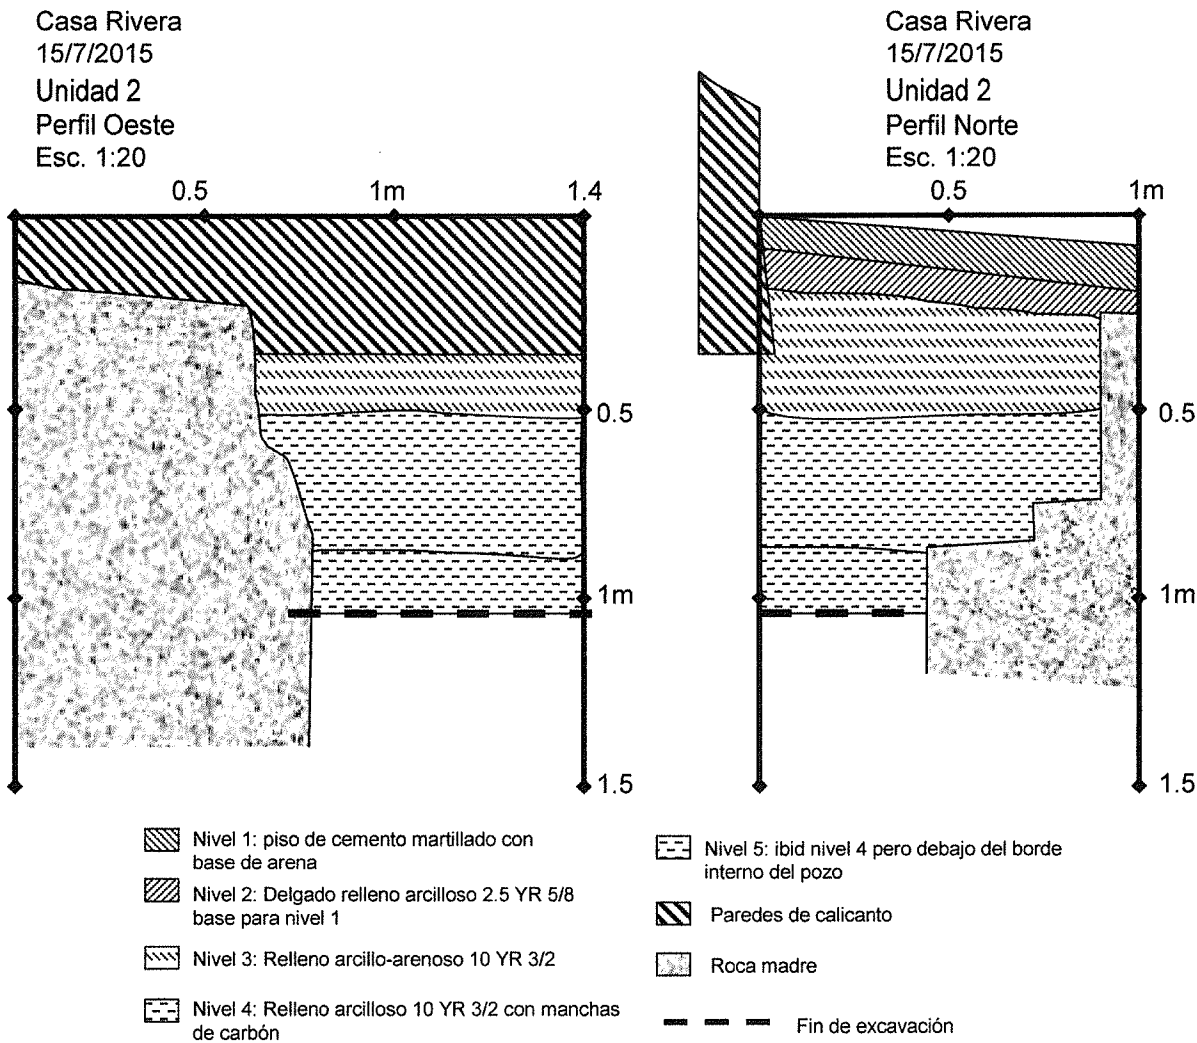 Casa Rivera
15/7/2015
Unidad 2
Perfil Oeste
Esc. 1:20
0.5 1m 1.4
0.5
1m
1.5
Casa Rivera
15/7/2015
Unidad 2
Perfil Norte
Esc. 1:20
0.5 1m
0.5
1m
1.5
Nivel 1: piso de cemento martillado con
base de arena
Nivel 2: Delgado relleno arcilloso 2.5 YR 5/8
base para nivel 1
Nivel 3: Relleno arcillo-arenoso 10 YR 3/2
Nivel 4: Relleno arcilloso 10 YR 3/2 con manchas
de carbón
Nivel 5: ibid nivel 4 pero debajo del borde
interno del pozo
Paredes de calicanto
Roca madre
Fin de excavación